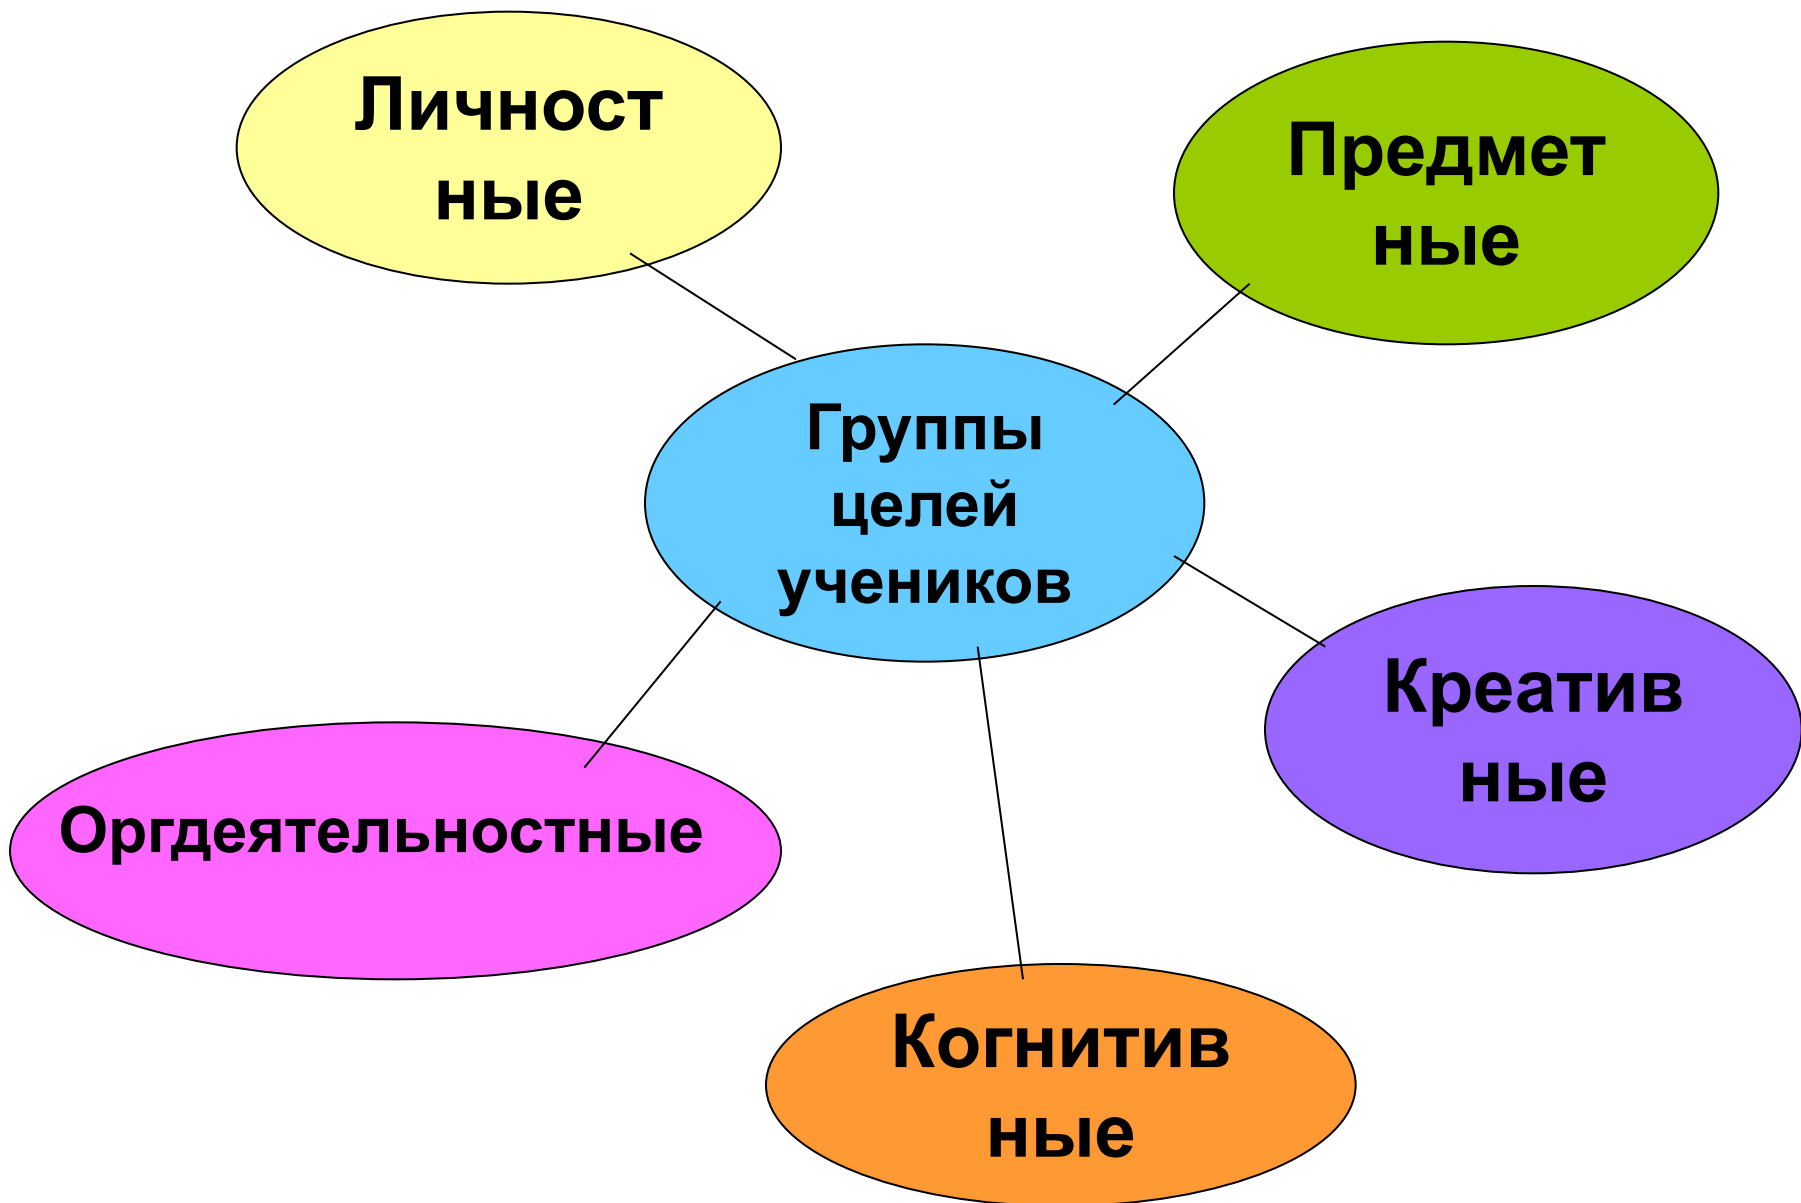 Личност
ные
Предмет
ные
Группы
целей
учеников
Креатив
ные
Оргдеятельностные
Когнитив
ные